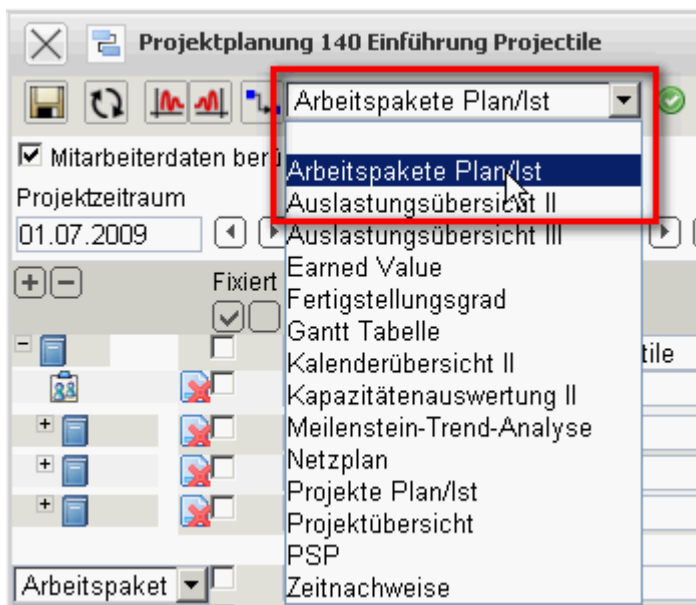 Projektplanung 140 Einführung Projectile
Arbeitspakete Plan/Ist
Mitarbeiterdaten
Arbeitspakete Plan/Ist
Projektzeitraum
Auslastungsübersicht II
01.07.2009
Auslastungsübersicht III
Earned Value
Fixiert
Fertigstellungsgrad
Gantt Tabelle
Kalenderübersicht II
Kapazitätenauswertung II
Meilenstein-Trend-Analyse
Netzplan
Projekte Plan/Ist
Projektübersicht
PSP
Arbeitspaket
Zeitnachweise